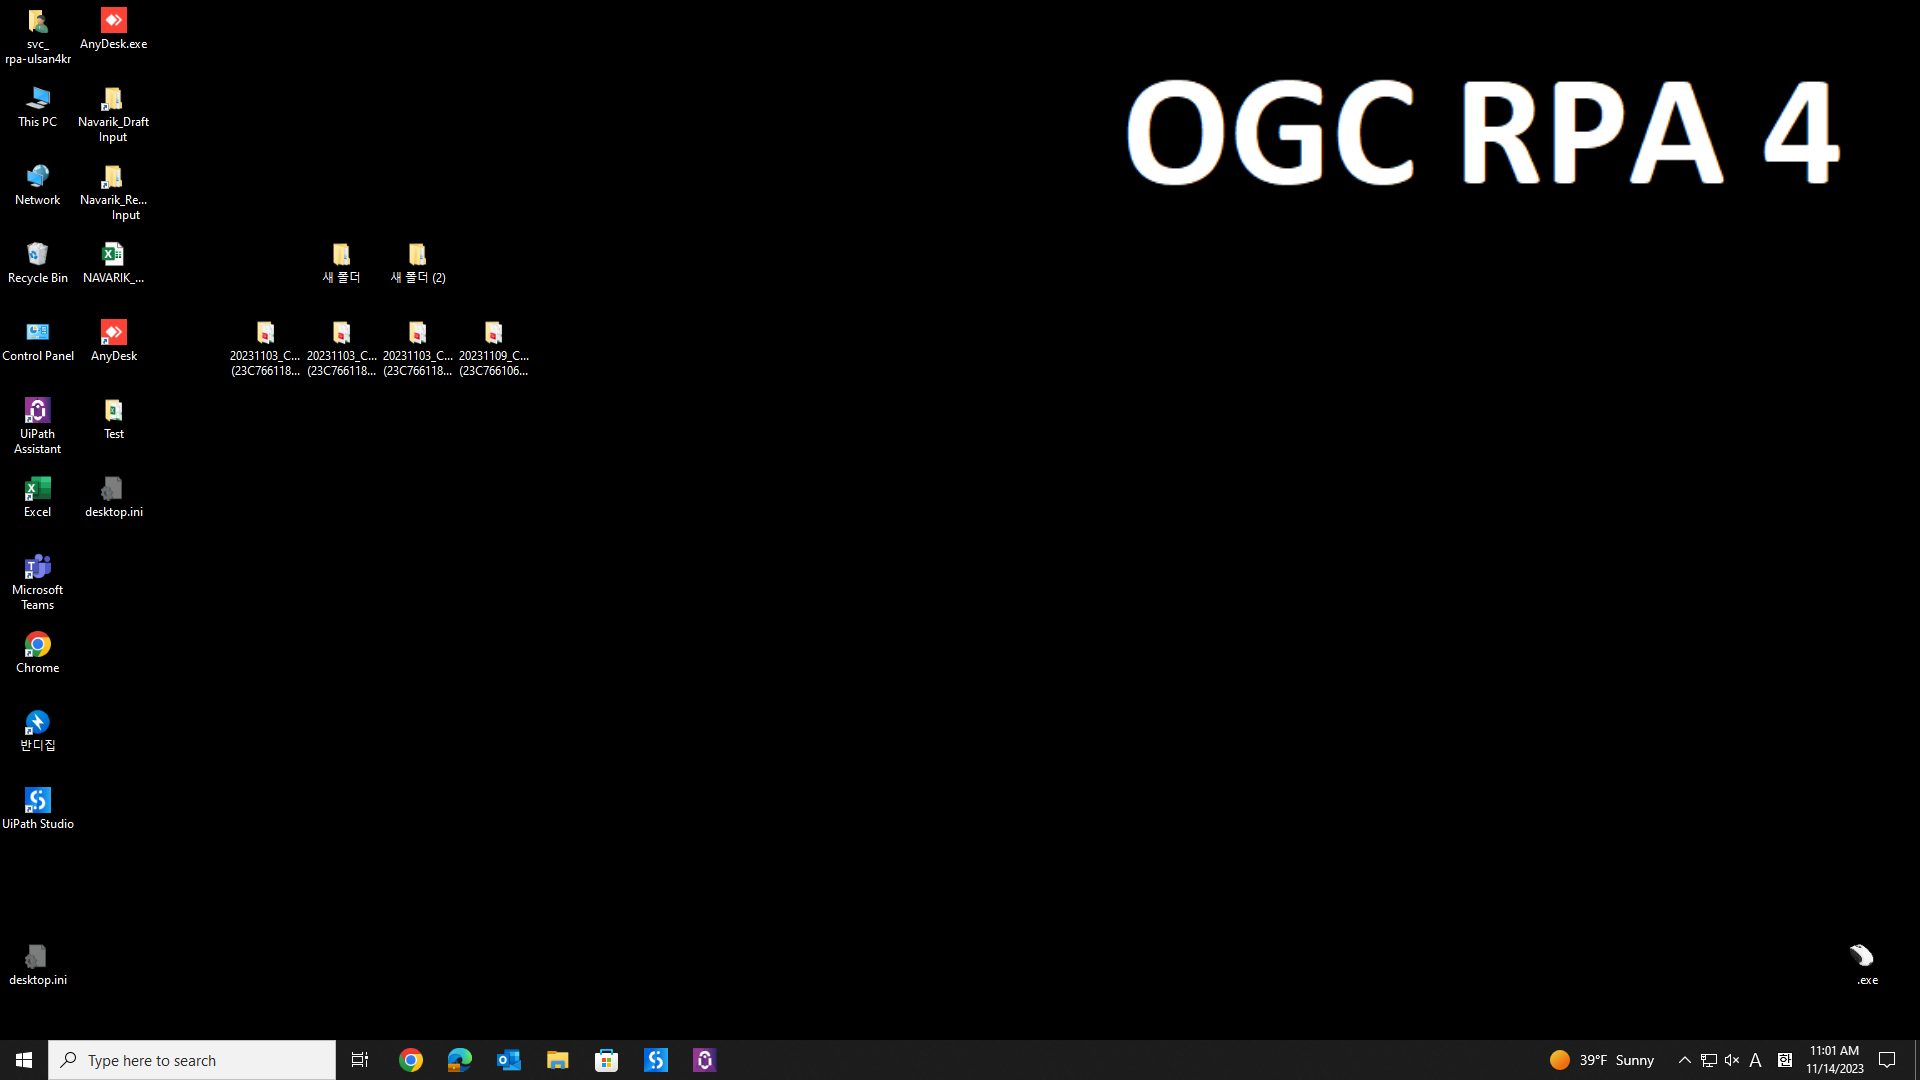 svc_
rpa-ulsan4kr
AnyDesk.exe
OGC RPA 4
This PC
Navarik_Draft
Input
Network
Navarik_Re...
Input
Recycle Bin
NAVARIK_...
새 폴더
새 폴더 (2)
Control Panel
AnyDesk
20231103_C...
(23C766118...
20231103_C...
(23C766118...
20231103_C...
(23C766118...
20231109_C...
(23C766106...
UiPath
Assistant
Test
Excel
desktop.ini
Microsoft
Teams
Chrome
반디집
UiPath Studio
desktop.ini
.exe
Type here to search
39°F Sunny
A
한
11:01 AM
11/14/2023